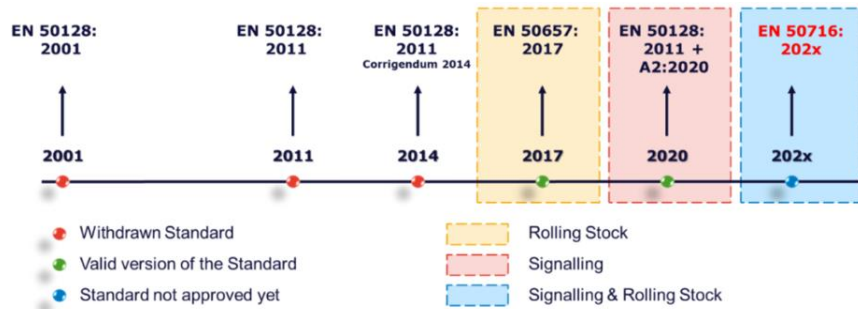 EN 50128:
2001
EN 50128:
2011
EN 50128:
2011
Corrigendum 2014
EN 50657:
2017
EN 50128:
2011 +
A2:2020
EN 50716:
202x
2001
2011
2014
2017
2020
202x
Withdrawn Standard
Valid version of the Standard
Standard not approved yet
Rolling Stock
Signalling
Signalling & Rolling Stock